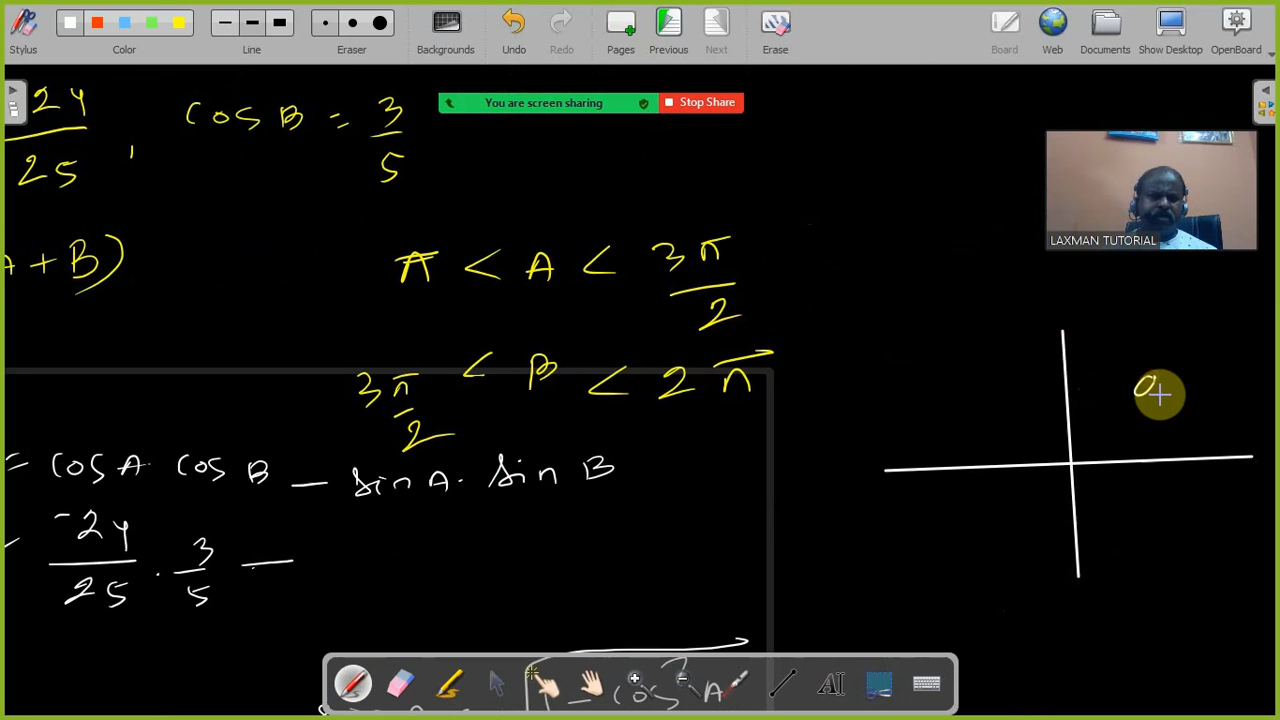 Stylus Color Line Eraser Backgrounds Undo Redo Pages Previous Next Erase Board Web Documents Show Desktop OpenBoard
You are screen sharing Stop Share
24/25, cos B = 3/5
LAXMAN TUTORIAL
+ B)
π < A < 3π/2
3π/2 < B < 2π
= cos A. cos B - sin A. sin B
-24/25 . 3/5 -
1 - cos² A